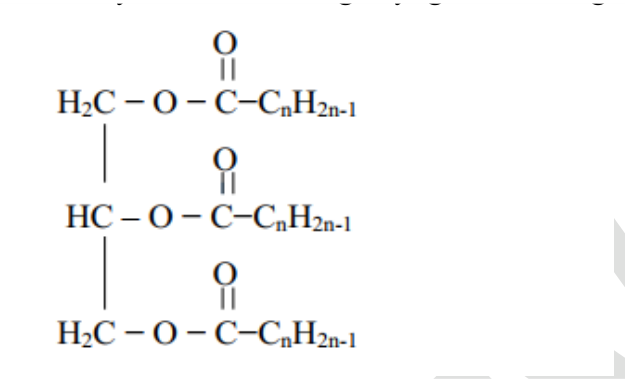 O
||
H₂C – O – C–CₙH₂ₙ₋₁
|
O
||
HC – O – C–CₙH₂ₙ₋₁
|
O
||
H₂C – O – C–CₙH₂ₙ₋₁